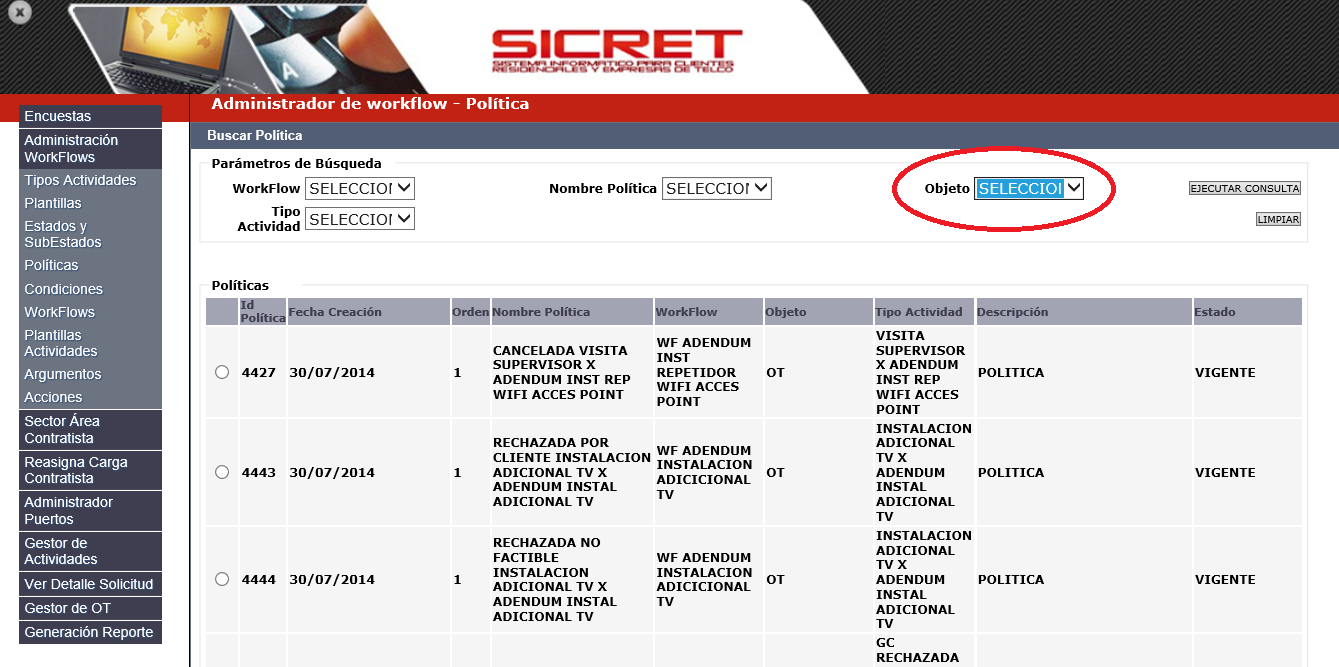 SICRET
SISTEMA INFORMATICO PARA CLIENTES
RESIDENCIALES Y EMPRESAS DE TELCO
Administrador de workflow - Política
Buscar Política
Encuestas
Administración
WorkFlows
Tipos Actividades
Plantillas
Estados y
SubEstados
Políticas
Condiciones
WorkFlows
Plantillas
Actividades
Argumentos
Acciones
Sector Área
Contratista
Reasigna Carga
Contratista
Administrador
Puertos
Gestor de
Actividades
Ver Detalle Solicitud
Gestor de OT
Generación Reporte
Parámetros de Búsqueda
WorkFlow SELECCIO Nombre Política SELECCIO Objeto SELECCIO EJECUTAR CONSULTA
Tipo
Actividad SELECCIO LIMPIAR
Políticas
Id
Política Fecha Creación Orden Nombre Política WorkFlow Objeto Tipo Actividad Descripción Estado
4427 30/07/2014 1
CANCELADA VISITA
SUPERVISOR X
ADENDUM INST REP
WIFI ACCES POINT
WF ADENDUM
INST
REPETIDOR
WIFI ACCES
POINT
OT
VISITA
SUPERVISOR
X ADENDUM
INST REP
WIFI ACCES
POINT
POLITICA
VIGENTE
4443 30/07/2014 1
RECHAZADA POR
CLIENTE INSTALACION
ADICIONAL TV X
ADENDUM INSTAL
ADICIONAL TV
WF ADENDUM
INSTALACION
ADICICIONAL
TV
OT
INSTALACION
ADICIONAL
TV X
ADENDUM
INSTAL
ADICIONAL
TV
POLITICA
VIGENTE
4444 30/07/2014 1
RECHAZADA NO
FACTIBLE
INSTALACION
ADICIONAL TV X
ADENDUM INSTAL
ADICIONAL TV
WF ADENDUM
INSTALACION
ADICICIONAL
TV
OT
INSTALACION
ADICIONAL
TV X
ADENDUM
INSTAL
ADICIONAL
TV
POLITICA
VIGENTE
GC
RECHAZADA